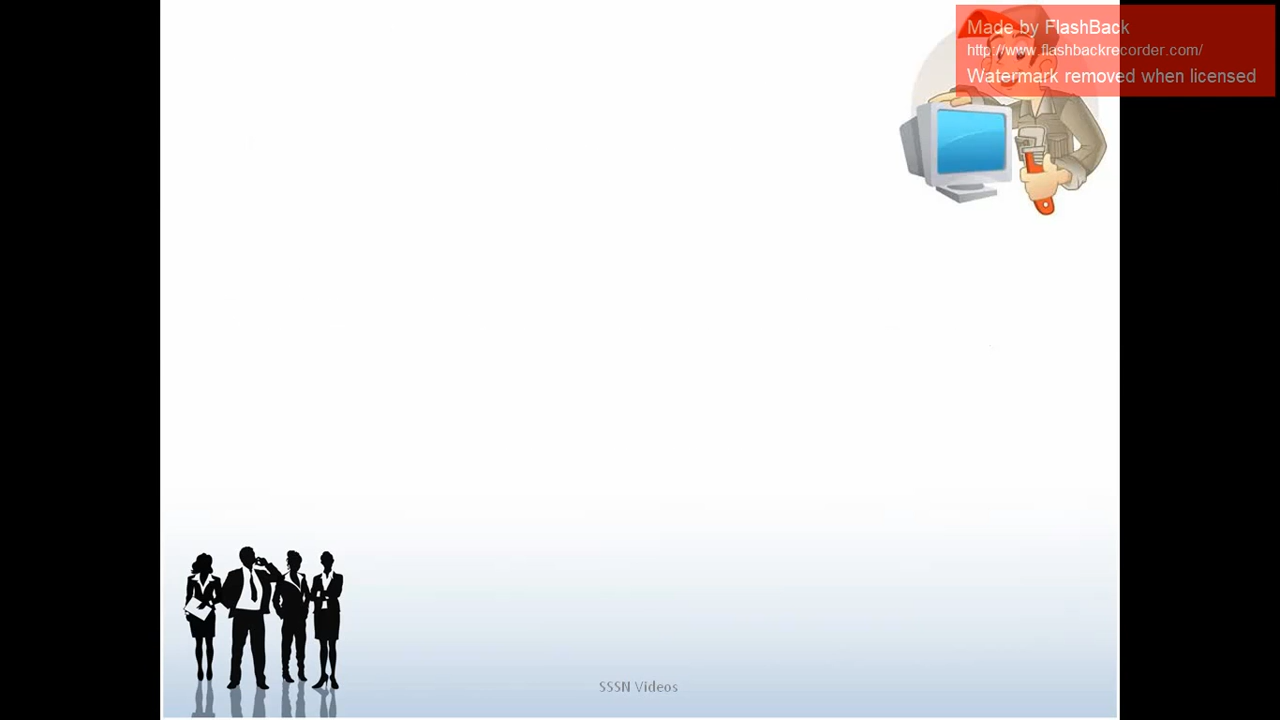 Made by FlashBack
http://www.flashbackrecorder.com/
Watermark removed when licensed
SSSN Videos